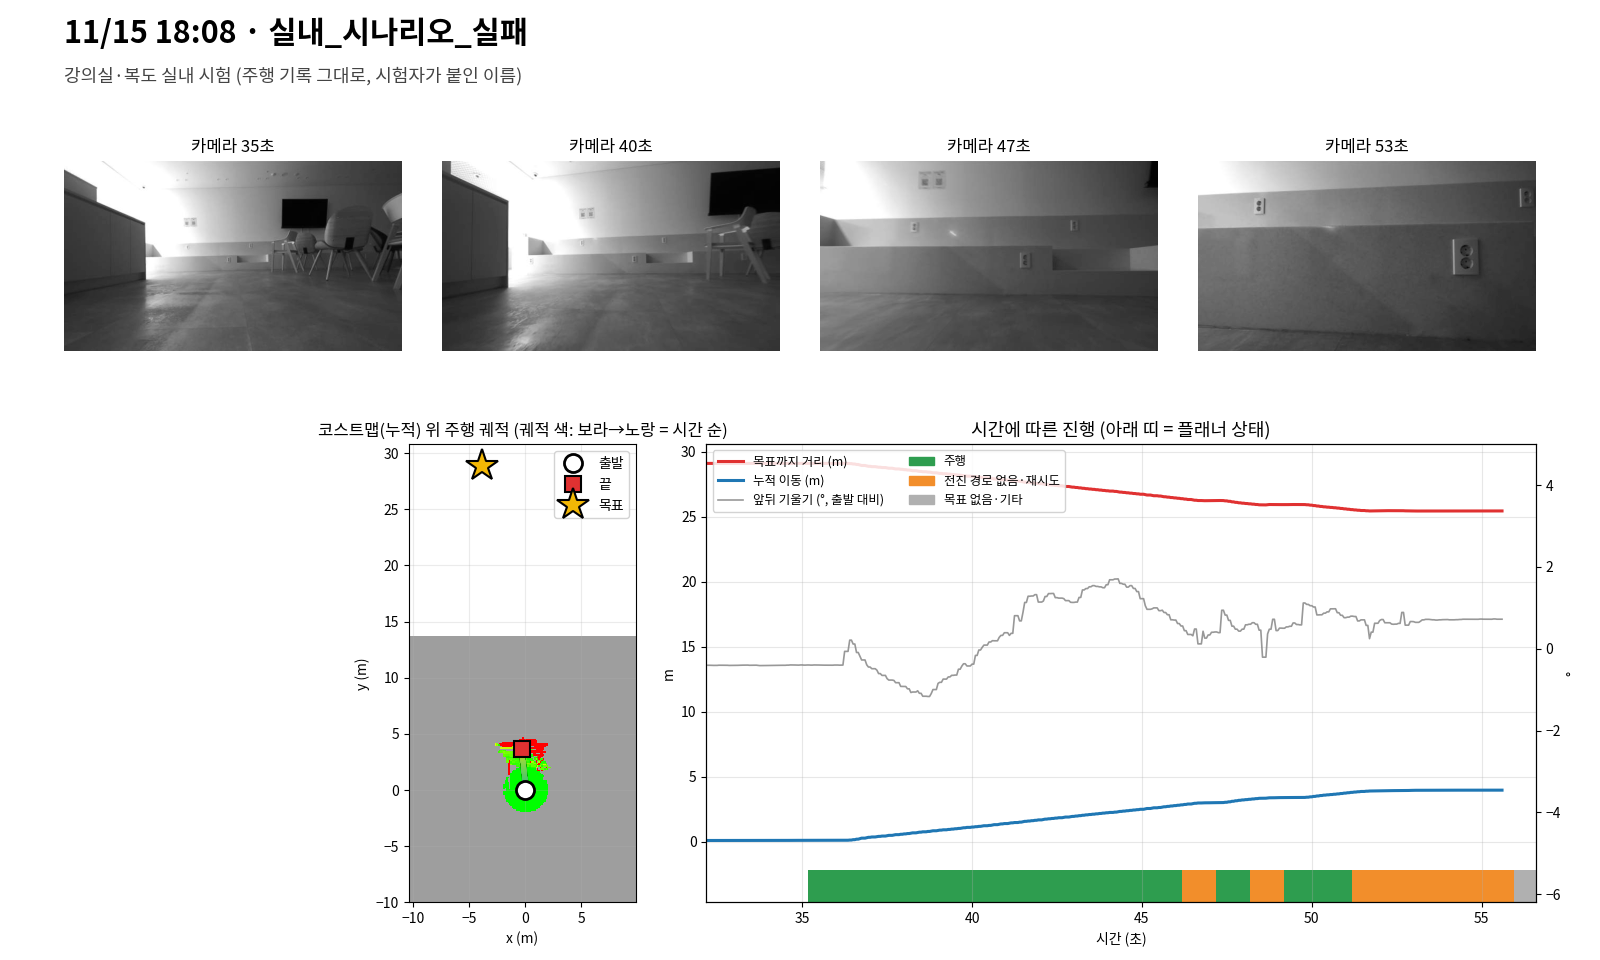 11/15 18:08 · 실내_시나리오_실패
강의실·복도 실내 시험 (주행 기록 그대로, 시험자가 붙인 이름)
카메라 35초
카메라 40초
카메라 47초
카메라 53초
코스트맵(누적) 위 주행 궤적 (궤적 색: 보라→노랑 = 시간 순)
출발
끝
목표
30
25
20
15
10
5
0
−5
−10
y (m)
−10
−5
0
5
x (m)
시간에 따른 진행 (아래 띠 = 플래너 상태)
목표까지 거리 (m)
누적 이동 (m)
앞뒤 기울기 (°, 출발 대비)
주행
전진 경로 없음·재시도
목표 없음·기타
30
25
20
15
10
5
0
m
4
2
0
−2
−4
−6
°
35
40
45
50
55
시간 (초)